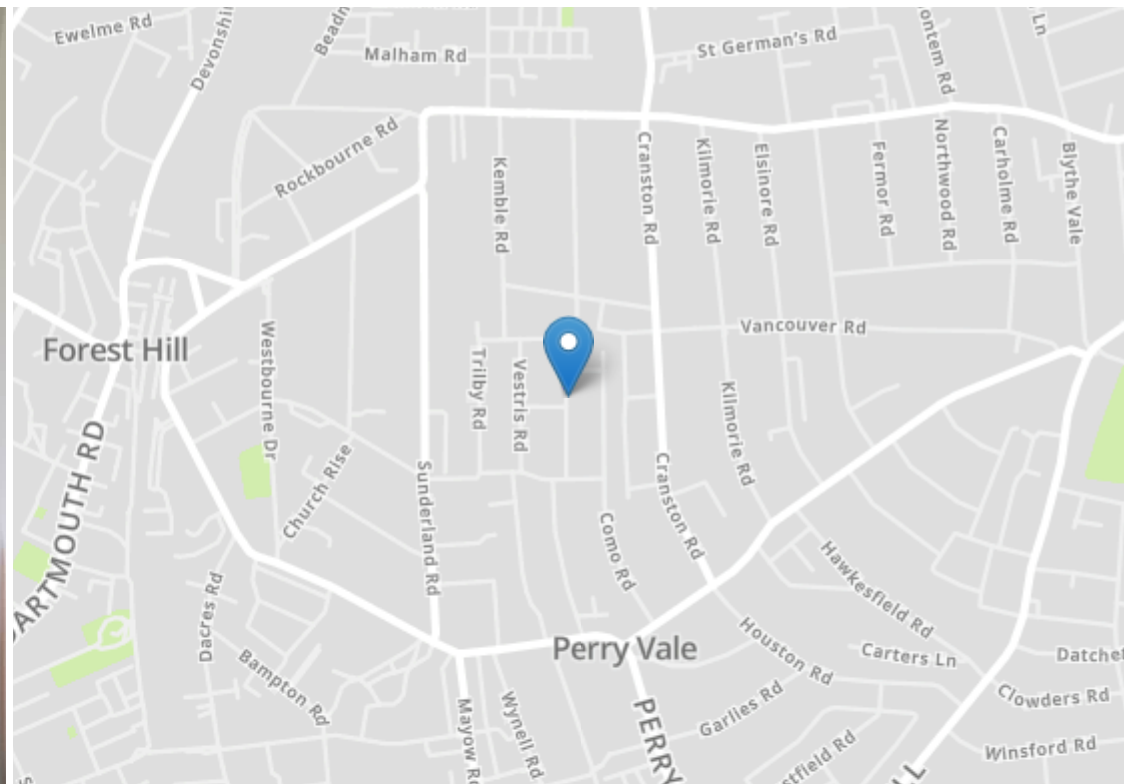 Ewelme Rd
Malham Rd
St German's Rd
Rockbourne Rd
Kemble Rd
Cranston Rd
Kilmorie Rd
Elsinore Rd
Fermor Rd
Northwood Rd
Carholme Rd
Blythe Vale
Forest Hill
Westbourne Dr
Trilby Rd
Vestris Rd
Vancouver Rd
Kilmorie Rd
DARTMOUTH RD
Church Rise
Sunderland Rd
Cranston Rd
Como Rd
Dacres Rd
Bampton Rd
Hawkesfield Rd
Perry Vale
Houston Rd
Carters Ln
Clowders Rd
Garlies Rd
Winsford Rd
Mayow Rd
Wynell Rd
PERRY